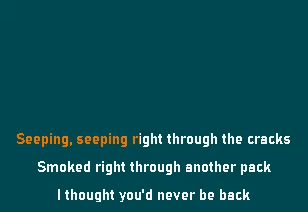 Seeping, seeping right through the cracks
Smoked right through another pack
I thought you'd never be back